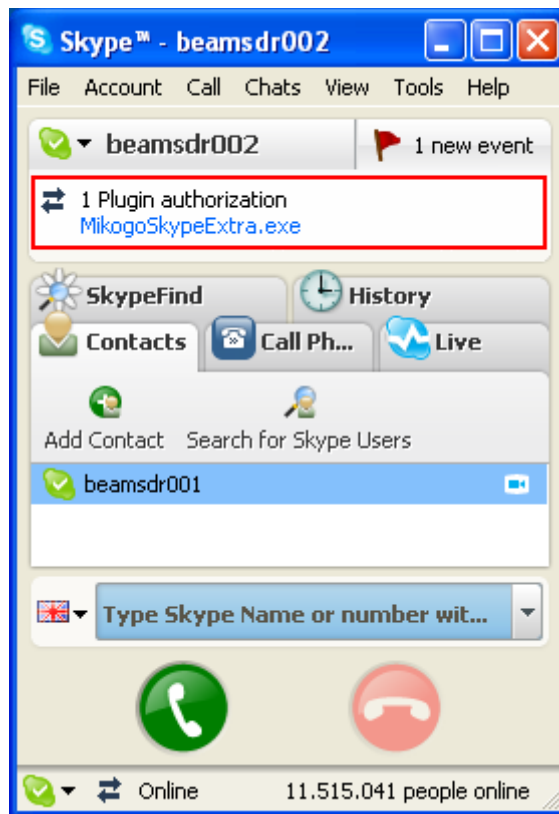 Skype™ - beamsdr002
File Account Call Chats View Tools Help
beamsdr002
1 new event
1 Plugin authorization
MikogoSkypeExtra.exe
SkypeFind
History
Contacts
Call Ph...
Live
Add Contact
Search for Skype Users
beamsdr001
Type Skype Name or number wit...
Online
11.515.041 people online